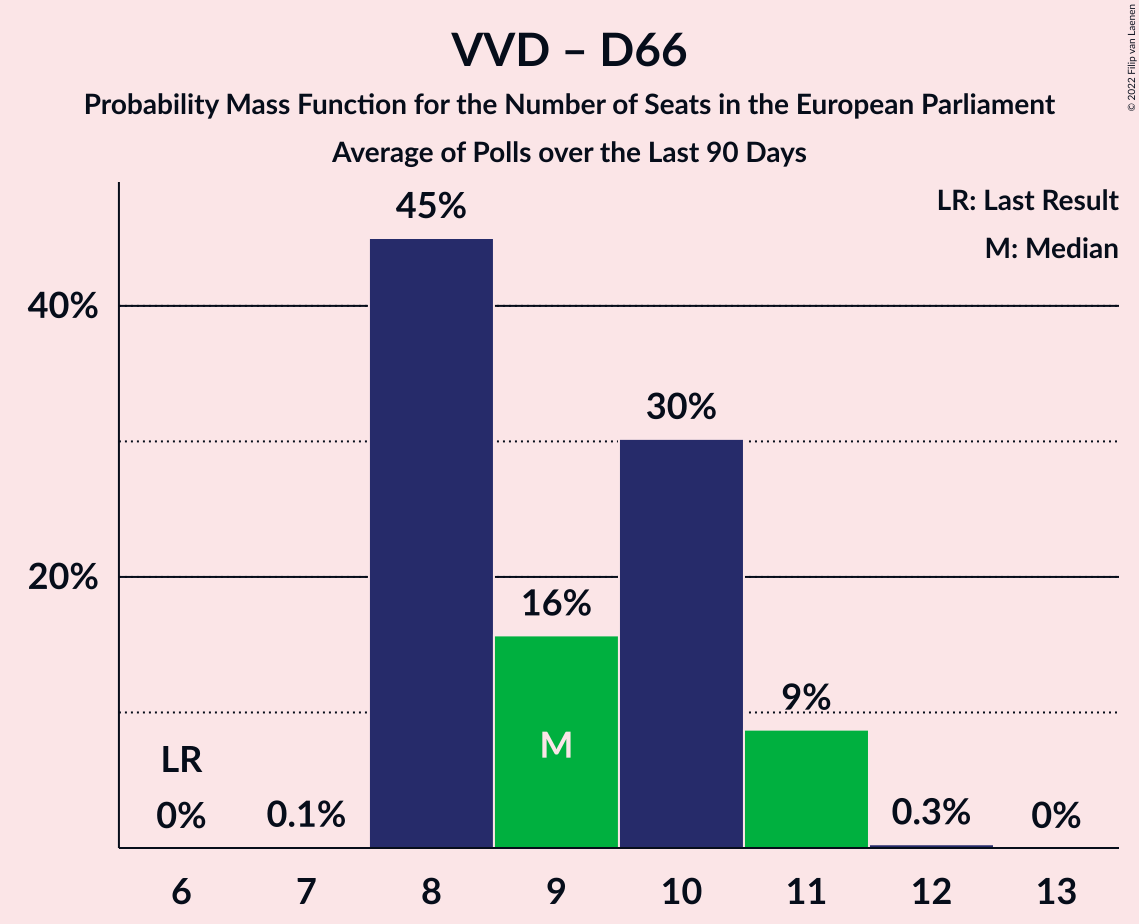 VVD – D66
Probability Mass Function for the Number of Seats in the European Parliament
Average of Polls over the Last 90 Days
© 2022 Filip van Laenen
LR: Last Result
M: Median
40%
20%
LR
0%
0.1%
45%
16%
M
30%
9%
0.3%
0%
6 7 8 9 10 11 12 13